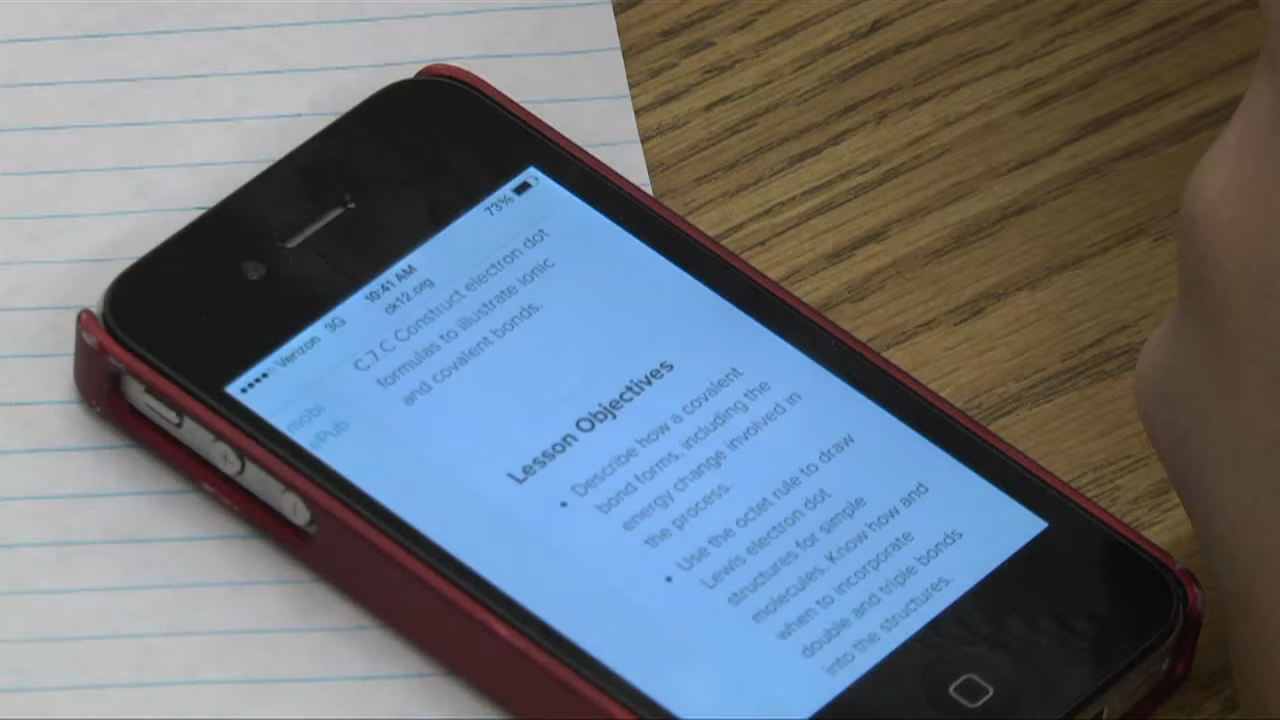 ●●●● Verizon 3G 10:41 AM 73%
ck12.org
mobi
ePub
C.7.C Construct electron dot
formulas to illustrate ionic
and covalent bonds.
Lesson Objectives
• Describe how a covalent
bond forms, including the
energy change involved in
the process.
• Use the octet rule to draw
Lewis electron dot
structures for simple
molecules. Know how and
when to incorporate
double and triple bonds
into the structures.